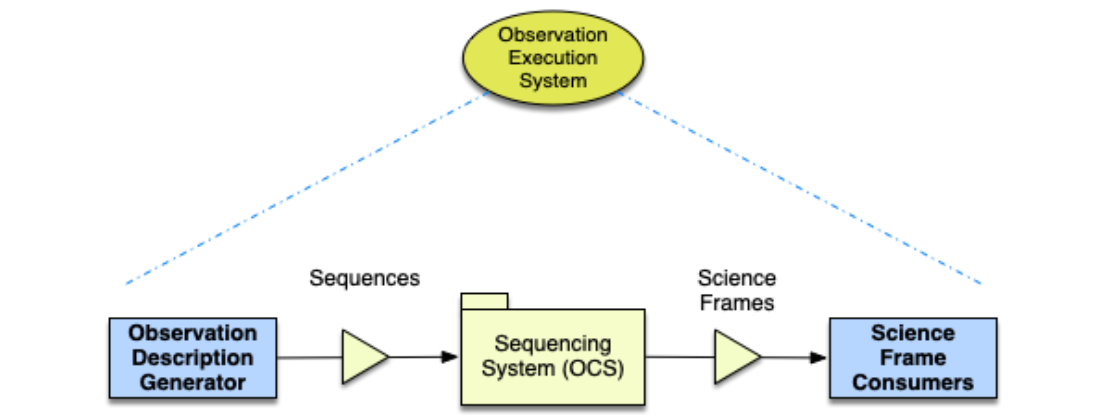 Observation
Execution
System
Sequences
Science
Frames
Observation
Description
Generator
Sequencing
System (OCS)
Science
Frame
Consumers